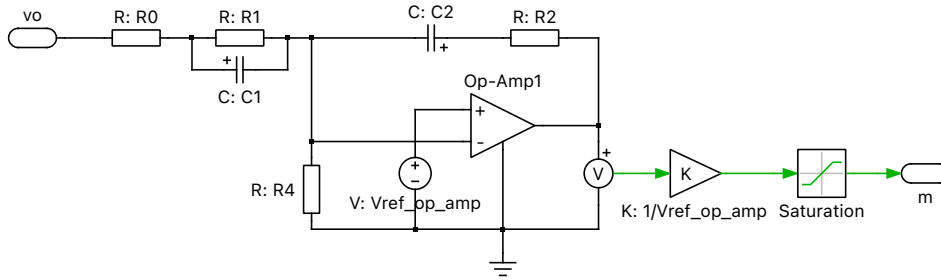 vo
R: R0
R: R1
C: C1
C: C2
R: R2
Op-Amp1
+
+
+
-
+
-
R: R4
V: Vref_op_amp
+
V
K
K: 1/Vref_op_amp
Saturation
m